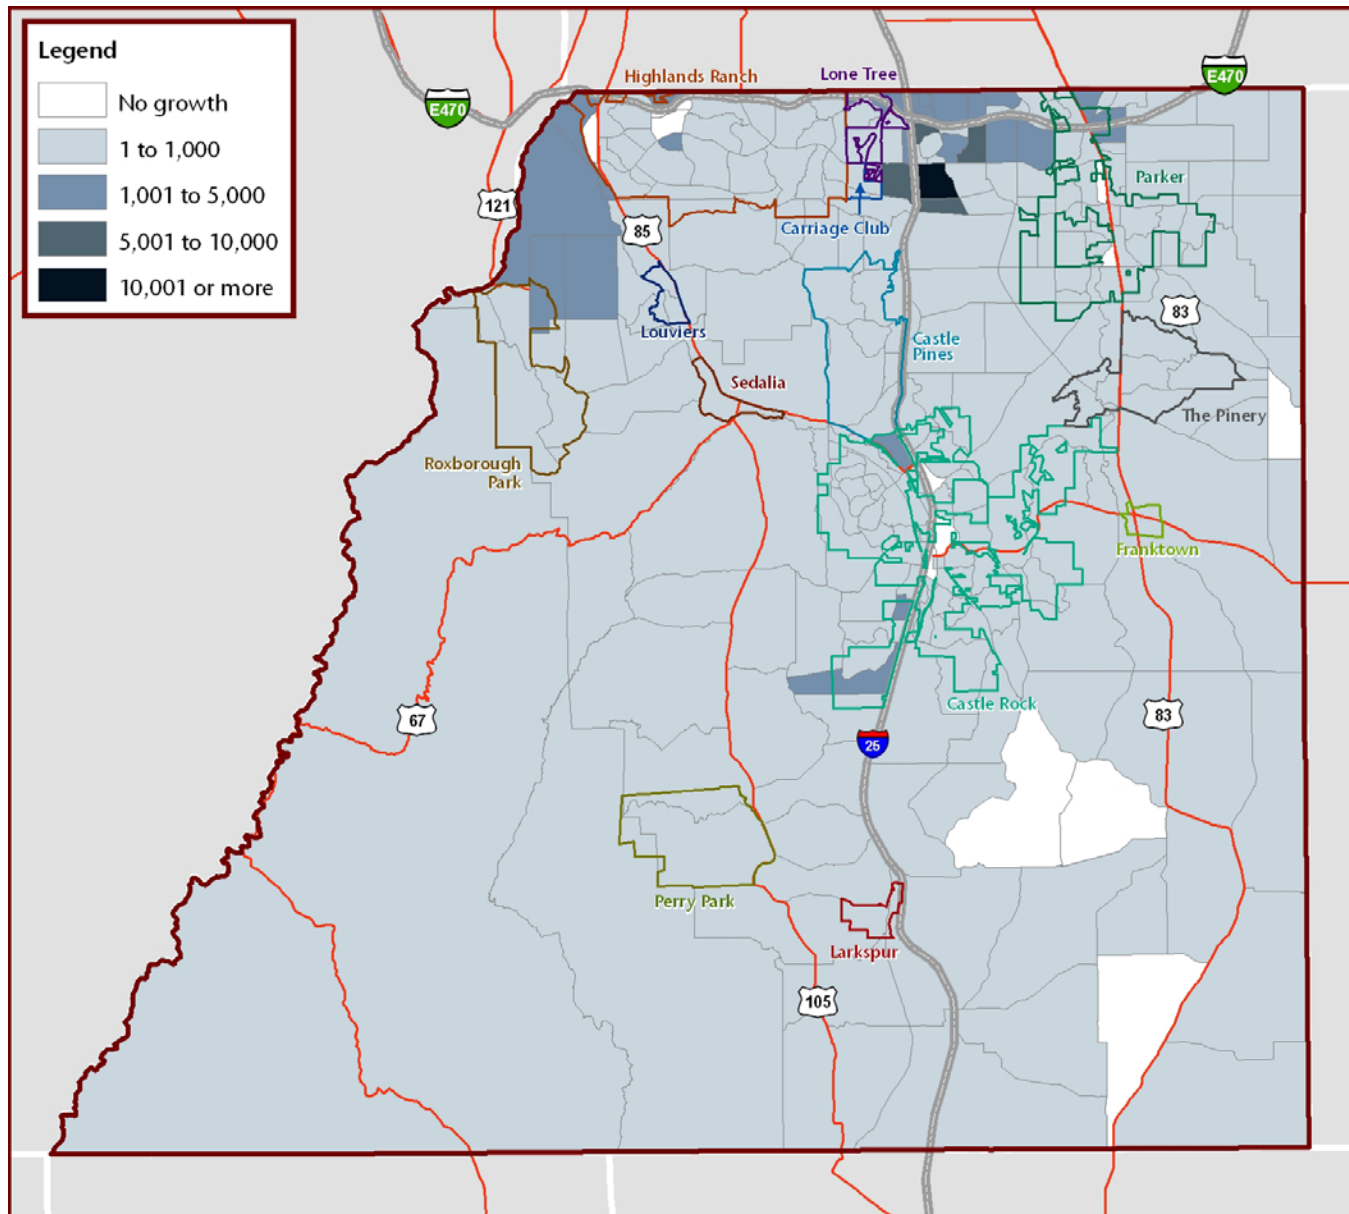 Legend
No growth
1 to 1,000
1,001 to 5,000
5,001 to 10,000
10,001 or more
E470
E470
Highlands Ranch
Lone Tree
121
85
Parker
Carriage Club
83
Louviers
Castle
Pines
Sedalia
The Pinery
Roxborough
Park
Franktown
67
Castle Rock
83
25
Perry Park
Larkspur
105